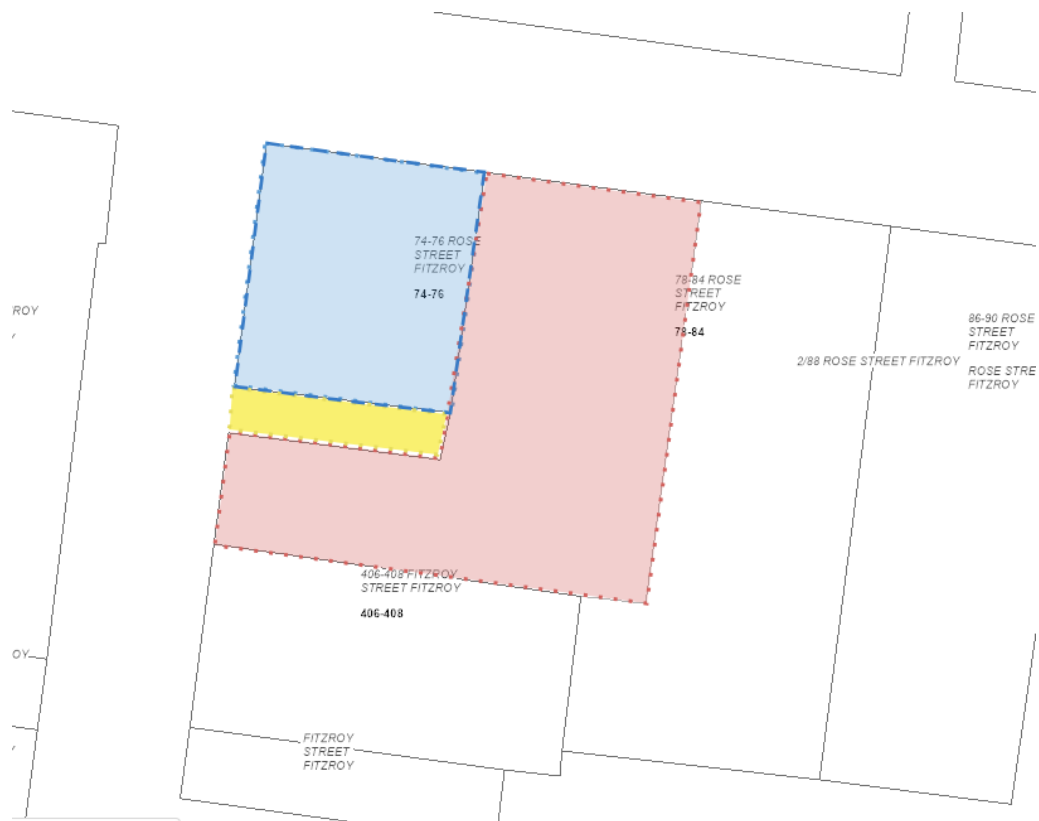 74-76 ROSE
STREET
FITZROY
74-76
78-84 ROSE
STREET
FITZROY
78-84
ROY
Y
86-90 ROSE
STREET
FITZROY
2/88 ROSE STREET FITZROY
ROSE STRE
FITZROY
406-408 FITZROY
STREET FITZROY
406-408
OY
FITZROY
STREET
FITZROY
Y